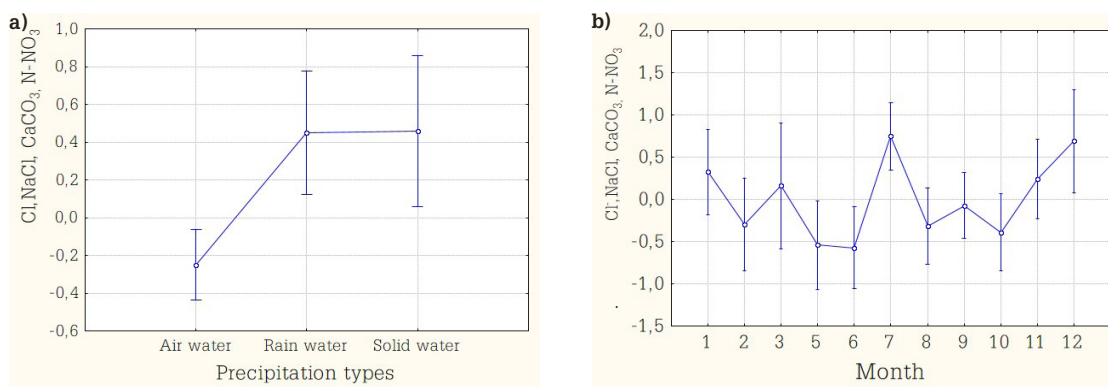 a)
Cl,NaCl, CaCO3, N-NO3
1,0
0,8
0,6
0,4
0,2
0,0
-0,2
-0,4
-0,6
Air water Rain water Solid water
Precipitation types
b)
Cl,NaCl, CaCO3, N-NO3
2,0
1,5
1,0
0,5
0,0
-0,5
-1,0
-1,5
1 2 3 5 6 7 8 9 10 11 12
Month